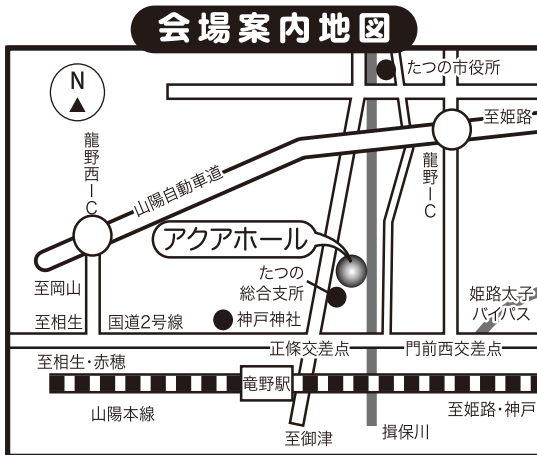 会場案内地図
N
たつの市役所
至姫路
龍野西IC
龍野IC
山陽自動車道
アクアホール
たつの
総合支所
至岡山
姫路太子
バイパス
至相生
国道2号線
神戸神社
正條交差点
門前西交差点
至相生・赤穂
竜野駅
山陽本線
至姫路・神戸
至御津
揖保川